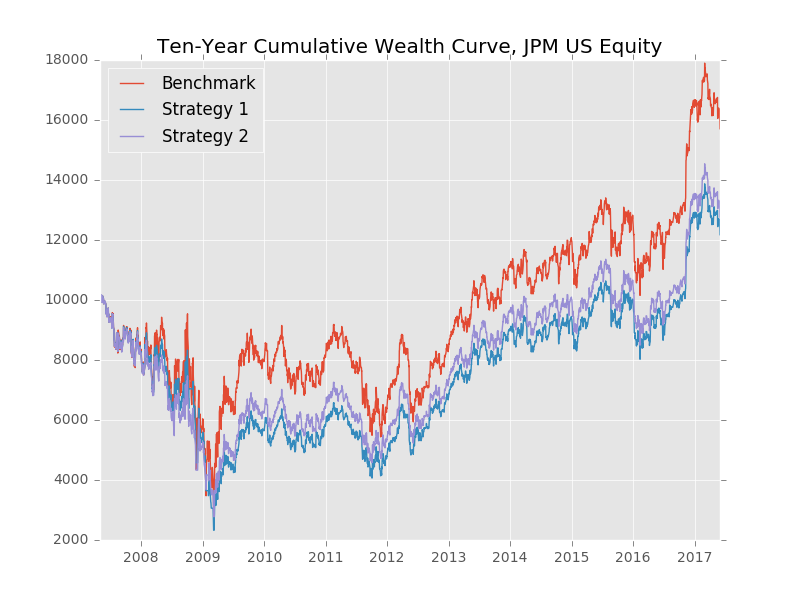 Ten-Year Cumulative Wealth Curve, JPM US Equity
18000
16000
14000
12000
10000
8000
6000
4000
2000
Benchmark
Strategy 1
Strategy 2
2008 2009 2010 2011 2012 2013 2014 2015 2016 2017